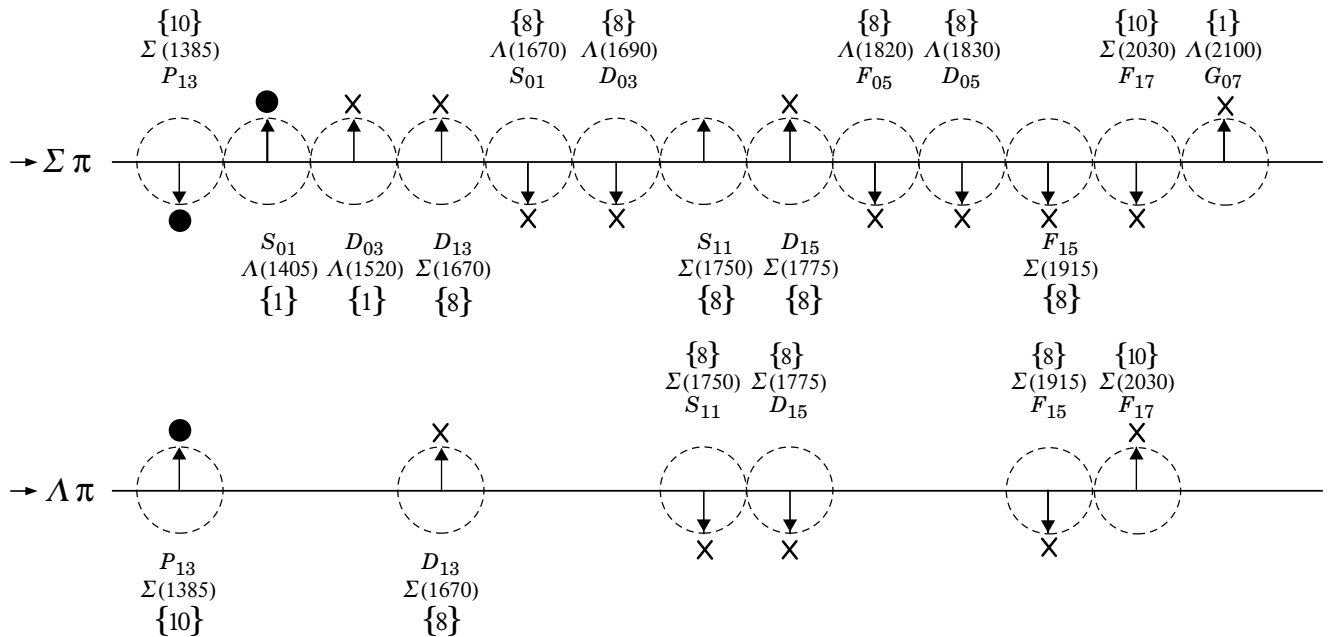 {10} {8} {8} {8} {8} {10} {1}
Σ(1385) Λ(1670) Λ(1690) Λ(1820) Λ(1830) Σ(2030) Λ(2100)
P13 S01 D03 F05 D05 F17 G07
→ Σ π
S01 D03 D13 S11 D15 F15
Λ(1405) Λ(1520) Σ(1670) Σ(1750) Σ(1775) Σ(1915)
{1} {1} {8} {8} {8} {8}
{8} {8} {8} {10}
Σ(1750) Σ(1775) Σ(1915) Σ(2030)
S11 D15 F15 F17
→ Λ π
P13 D13
Σ(1385) Σ(1670)
{10} {8}